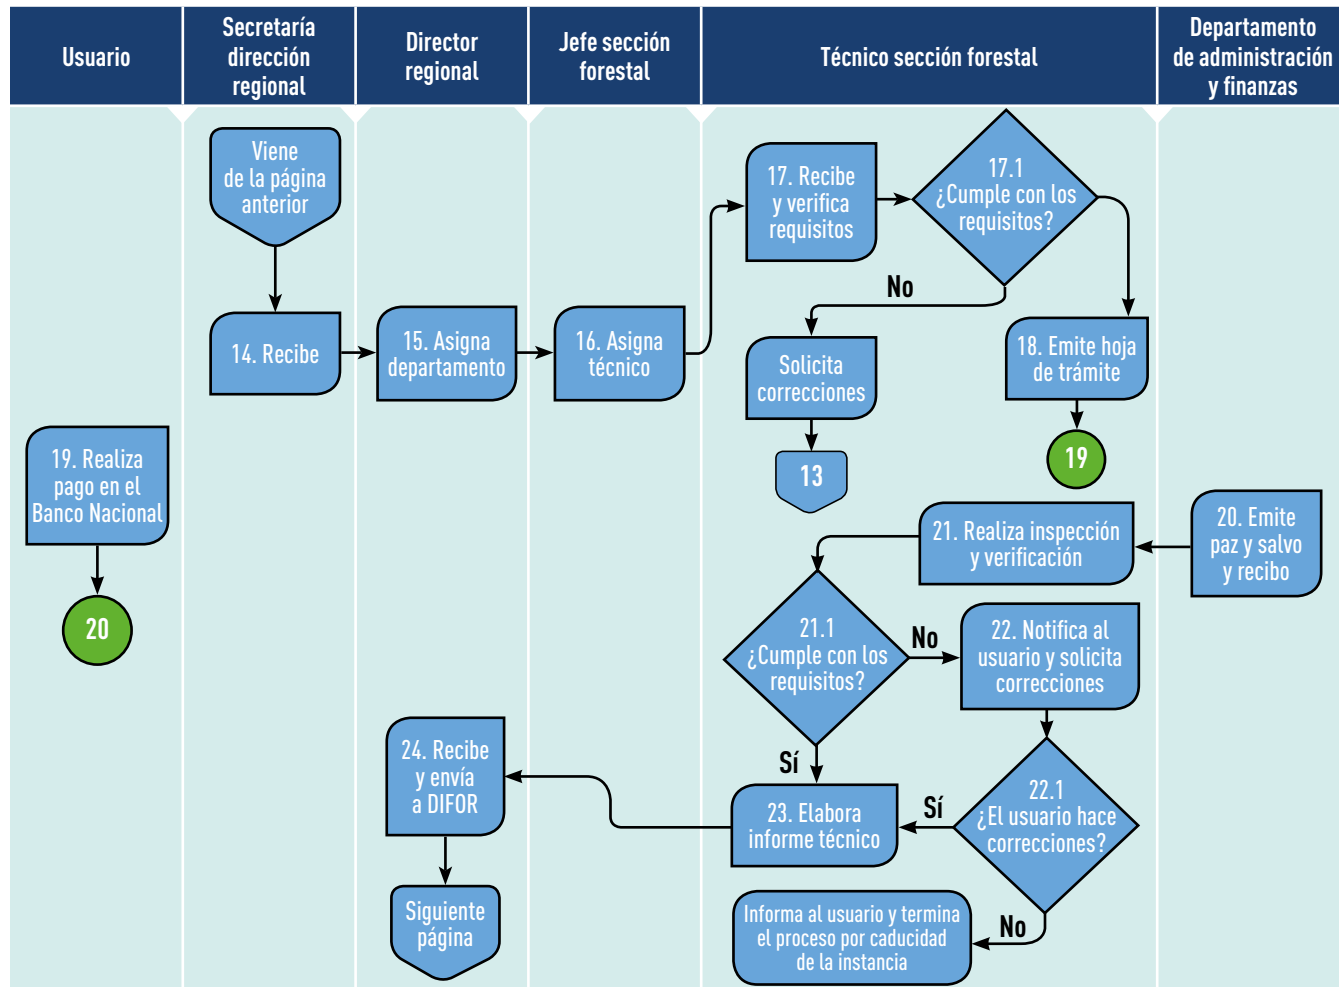 Usuario
Secretaría
dirección
regional
Director
regional
Jefe sección
forestal
Técnico sección forestal
Departamento
de administración
y finanzas
Viene
de la página
anterior
14. Recibe
15. Asigna
departamento
16. Asigna
técnico
17. Recibe
y verifica
requisitos
17.1
¿Cumple con los
requisitos?
No
Solicita
correcciones
13
18. Emite hoja
de trámite
19
19. Realiza
pago en el
Banco Nacional
20
20. Emite
paz y salvo
y recibo
21. Realiza inspección
y verificación
21.1
¿Cumple con los
requisitos?
No
22. Notifica al
usuario y solicita
correcciones
Sí
22.1
¿El usuario hace
correcciones?
Sí
23. Elabora
informe técnico
24. Recibe
y envía
a DIFOR
Siguiente
página
No
Informa al usuario y termina
el proceso por caducidad
de la instancia